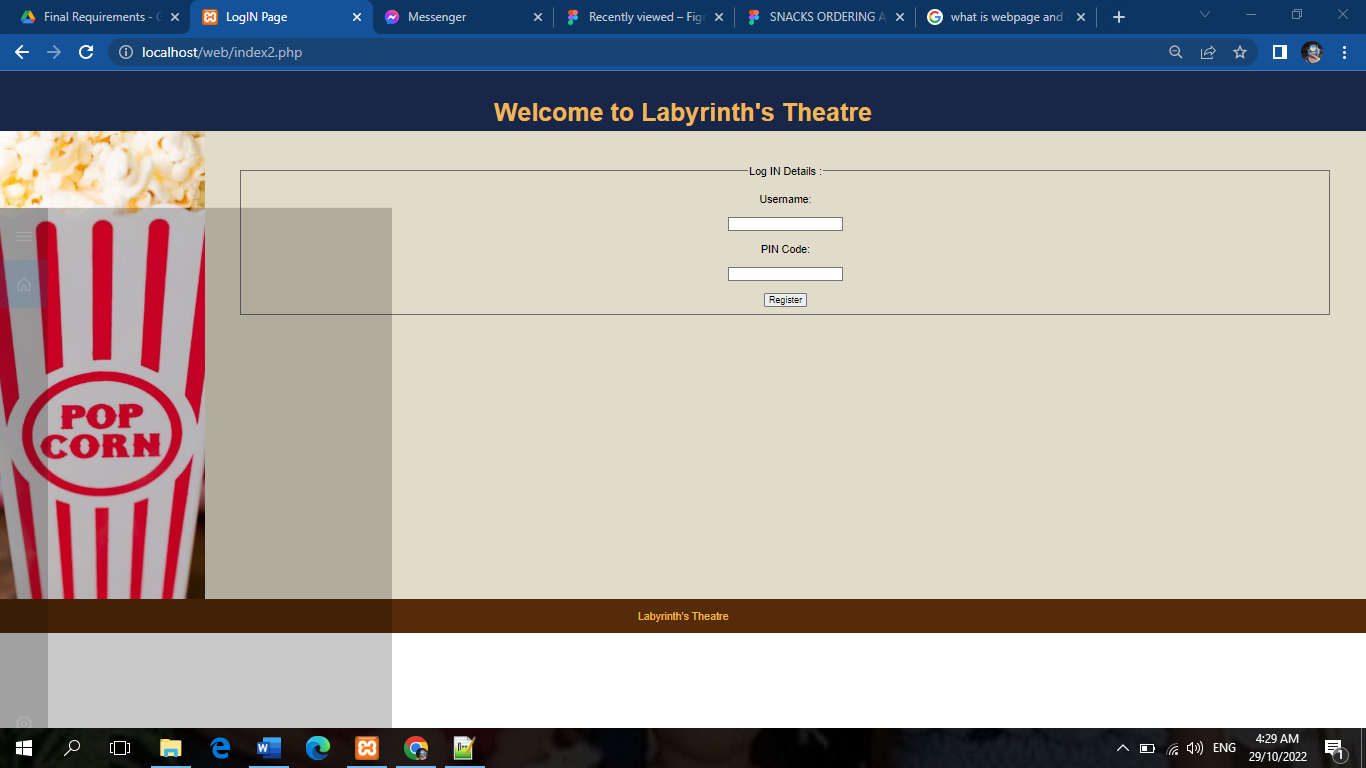 Final Requirements - G
LogIN Page
Messenger
Recently viewed – Fig
SNACKS ORDERING A
what is webpage and
localhost/web/index2.php
Welcome to Labyrinth's Theatre
Log IN Details :
Username:
PIN Code:
Register
POP
CORN
Labyrinth's Theatre
ENG
4:29 AM
29/10/2022
1